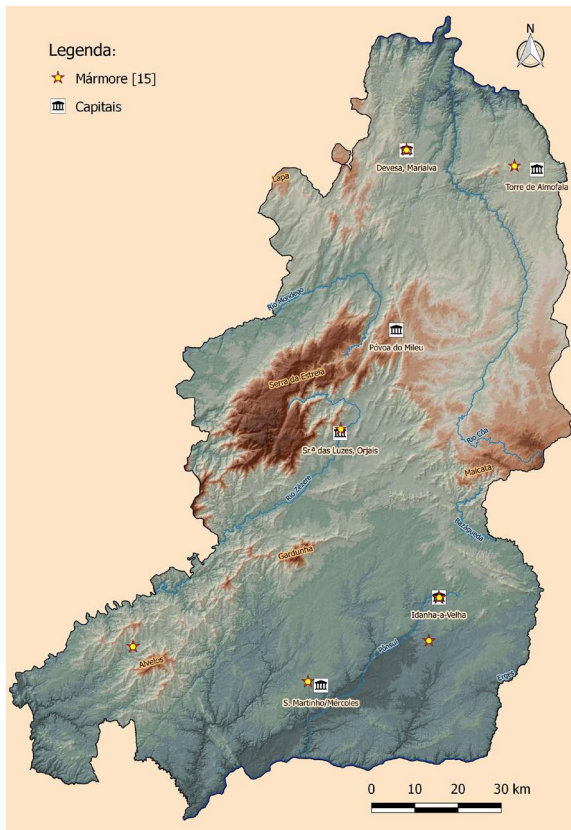 N
Legenda:
Mármore [15]
Capitais
Devesa, Marialva
Lapa
Torre de Almofala
Rio Mondego
Póvoa do Mileu
Serra da Estrela
Rio Côa
Sr.ª das Luzes, Orjais
Malcata
Rio Zêzere
Bazágueda
Gardunha
Idanha-a-Velha
Pônsul
Alvelos
Erges
S. Martinho/Mércoles
0 10 20 30 km